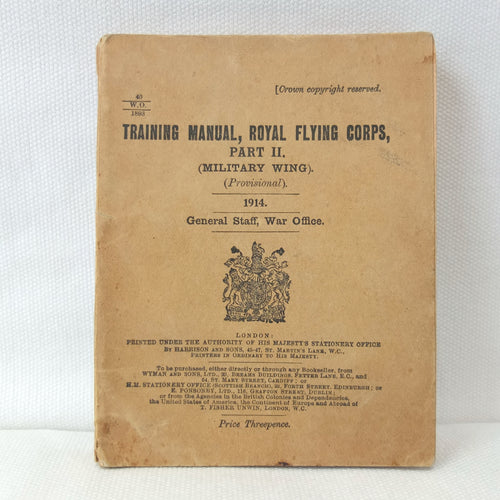 [Crown copyright reserved.
40
W.O.
1893
TRAINING MANUAL, ROYAL FLYING CORPS,
PART II.
(MILITARY WING).
(Provisional).
1914.
General Staff, War Office.
LONDON:
PRINTED UNDER THE AUTHORITY OF HIS MAJESTY'S STATIONERY OFFICE
BY HARRISON AND SONS, 45-47, ST. MARTIN'S LANE, W.C.,
PRINTERS IN ORDINARY TO HIS MAJESTY.
To be purchased, either directly or through any Bookseller, from
WYMAN AND SONS, LTD., 29, BREAMS BUILDINGS, FETTER LANE, E.C., and
54, ST. MARY STREET, CARDIFF; or
H.M. STATIONERY OFFICE (SCOTTISH BRANCH), 23, FORTH STREET, EDINBURGH; or
E. PONSONBY, LTD., 116, GRAFTON STREET, DUBLIN;
or from the Agencies in the British Colonies and Dependencies,
the United States of America, the Continent of Europe and Abroad of
T. FISHER UNWIN, LONDON, W.C.
Price Threepence.